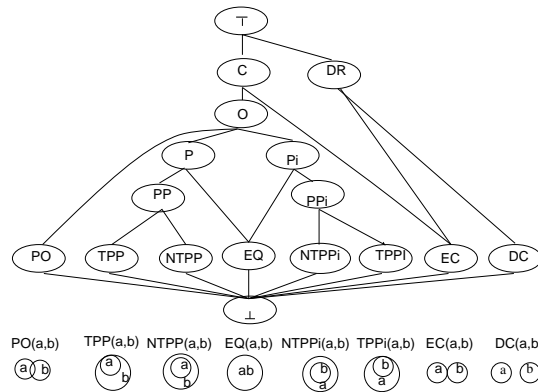 ⊤
C
DR
O
P
Pi
PP
PPi
PO
TPP
NTPP
EQ
NTPPi
TPPI
EC
DC
⊥
PO(a,b) TPP(a,b) NTPP(a,b) EQ(a,b) NTPPi(a,b) TPPi(a,b) EC(a,b) DC(a,b)
a b
a b
a b
ab
b a
b a
a b
a b